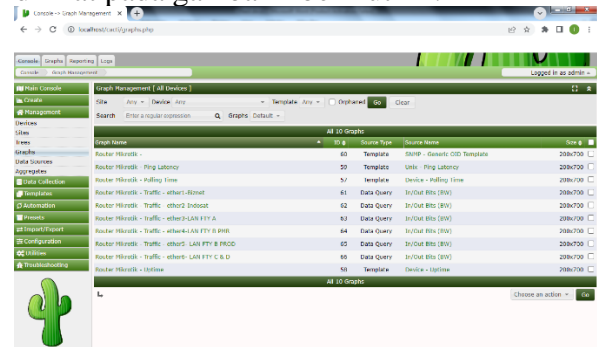 Console -> Graph Management
localhost/cacti/graphs.php
Console Graphs Reporting Logs
Console Graph Management
Logged in as admin
Main Console
Create
Management
Devices
Sites
Trees
Graphs
Data Sources
Aggregates
Data Collection
Templates
Automation
Presets
Import/Export
Configuration
Utilities
Troubleshooting
Graph Management [ All Devices ]
Site Any Device Any Template Any Orphaned Go Clear
Search Enter a regular expression Graphs Default
All 10 Graphs
Graph Name ID Source Type Source Name Size
Router Mikrotik - 60 Template SNMP - Generic OID Template 200x700
Router Mikrotik - Ping Latency 59 Template Unix - Ping Latency 200x700
Router Mikrotik - Polling Time 57 Template Device - Polling Time 200x700
Router Mikrotik - Traffic - ether1-Biznet 61 Data Query In/Out Bits (BW) 200x700
Router Mikrotik - Traffic - ether2-Indosat 62 Data Query In/Out Bits (BW) 200x700
Router Mikrotik - Traffic - ether3-LAN FTY A 63 Data Query In/Out Bits (BW) 200x700
Router Mikrotik - Traffic - ether4-LAN FTY B PMR 64 Data Query In/Out Bits (BW) 200x700
Router Mikrotik - Traffic - ether5- LAN FTY B PROD 65 Data Query In/Out Bits (BW) 200x700
Router Mikrotik - Traffic - ether6- LAN FTY C & D 66 Data Query In/Out Bits (BW) 200x700
Router Mikrotik - Uptime 58 Template Device - Uptime 200x700
All 10 Graphs
Choose an action Go